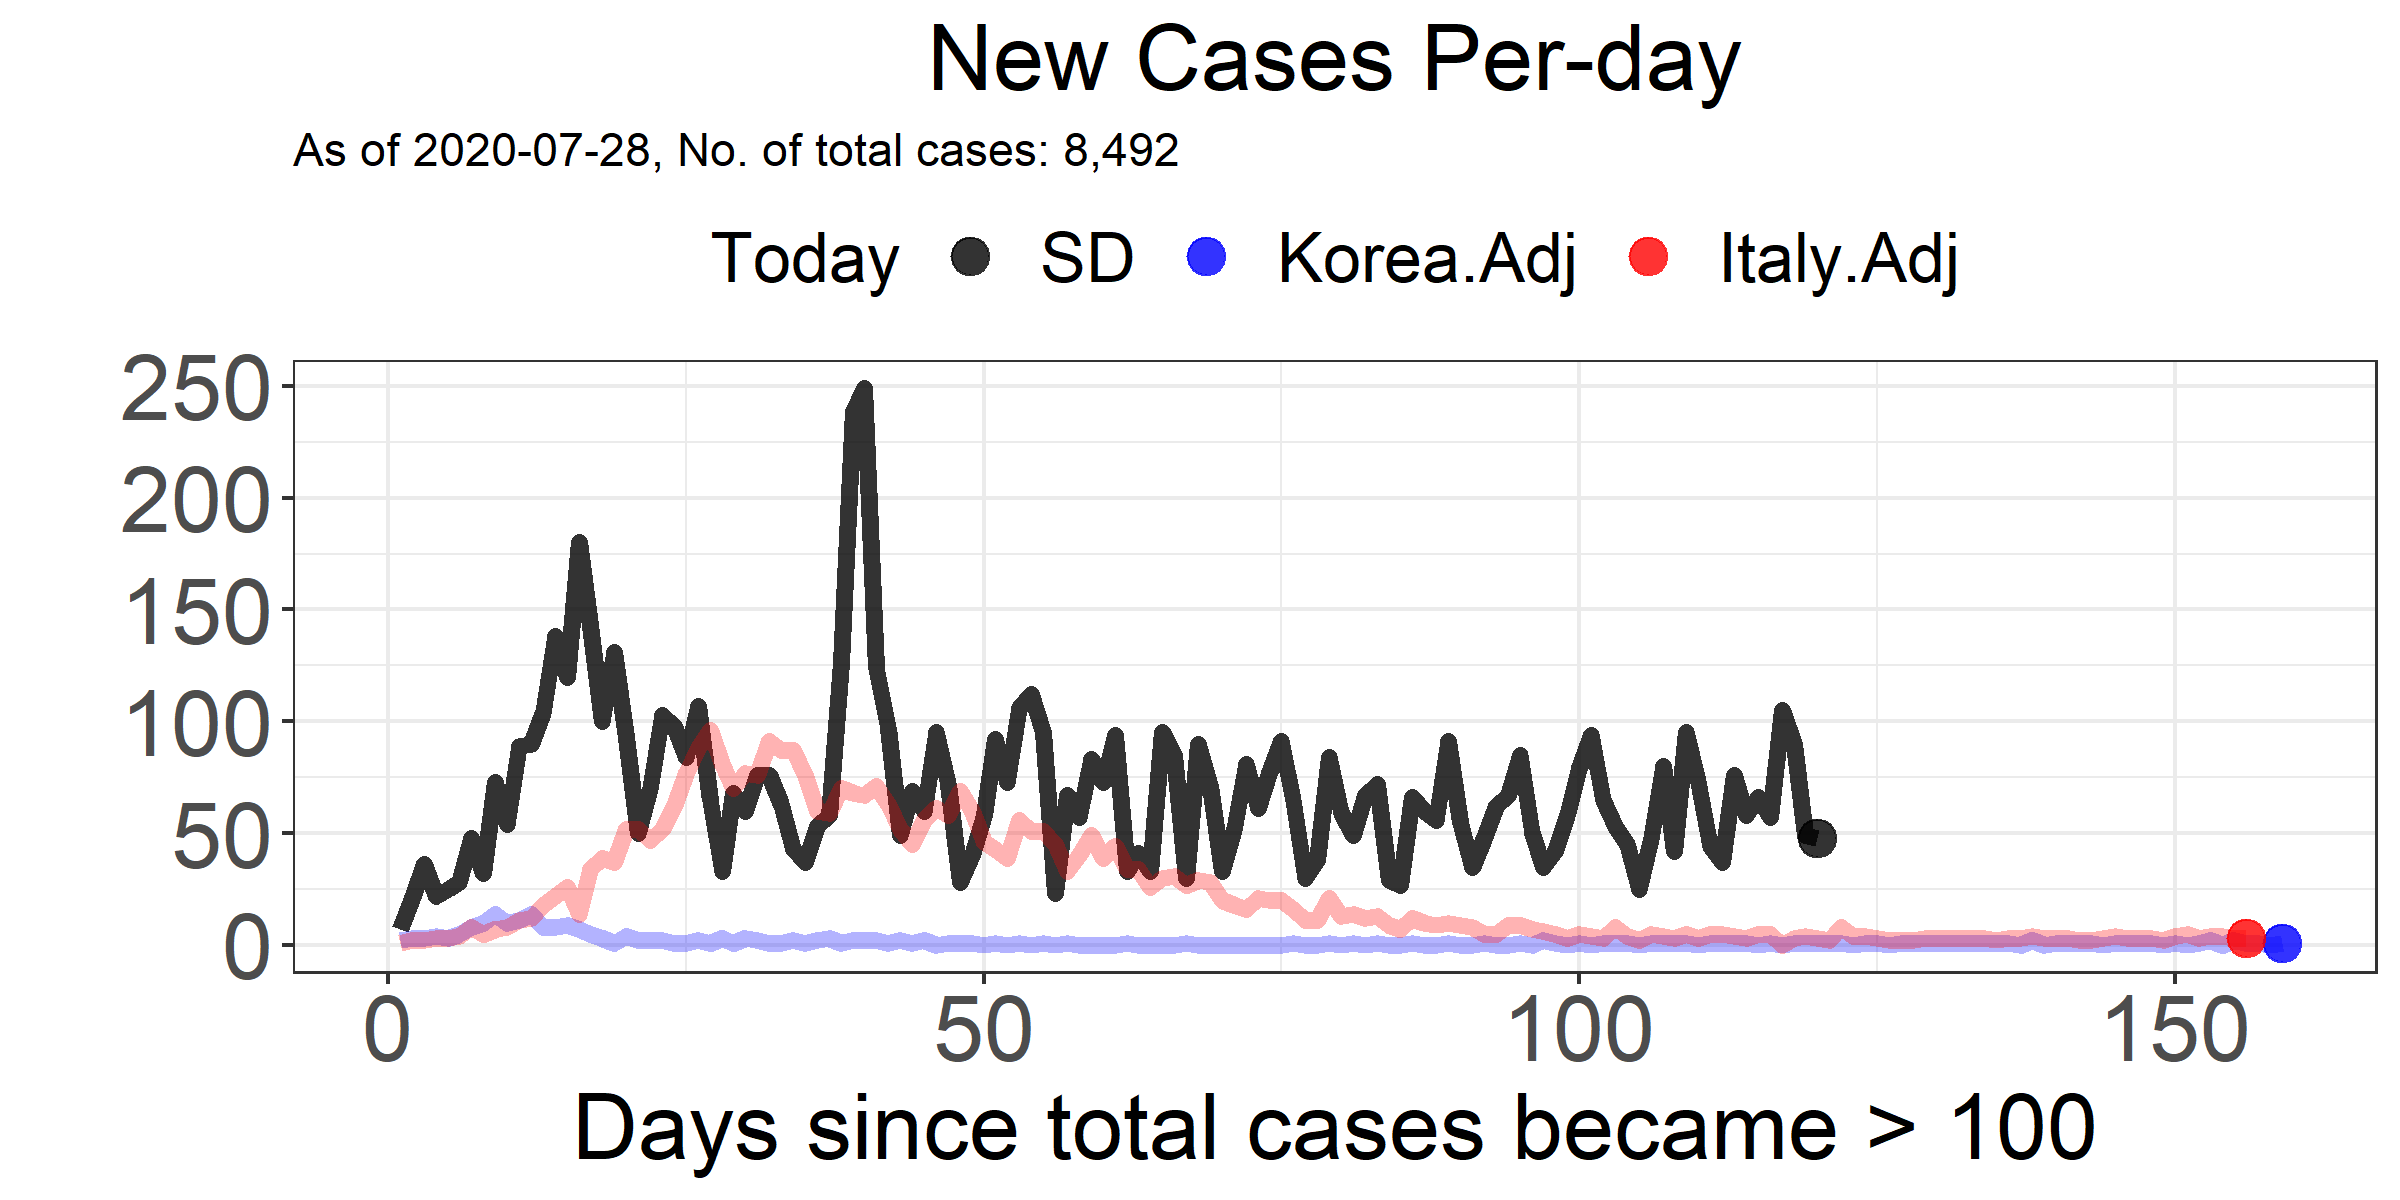 New Cases Per-day
As of 2020-07-28, No. of total cases: 8,492
Today SD Korea.Adj Italy.Adj
250
200
150
100
50
0
0 50 100 150
Days since total cases became > 100